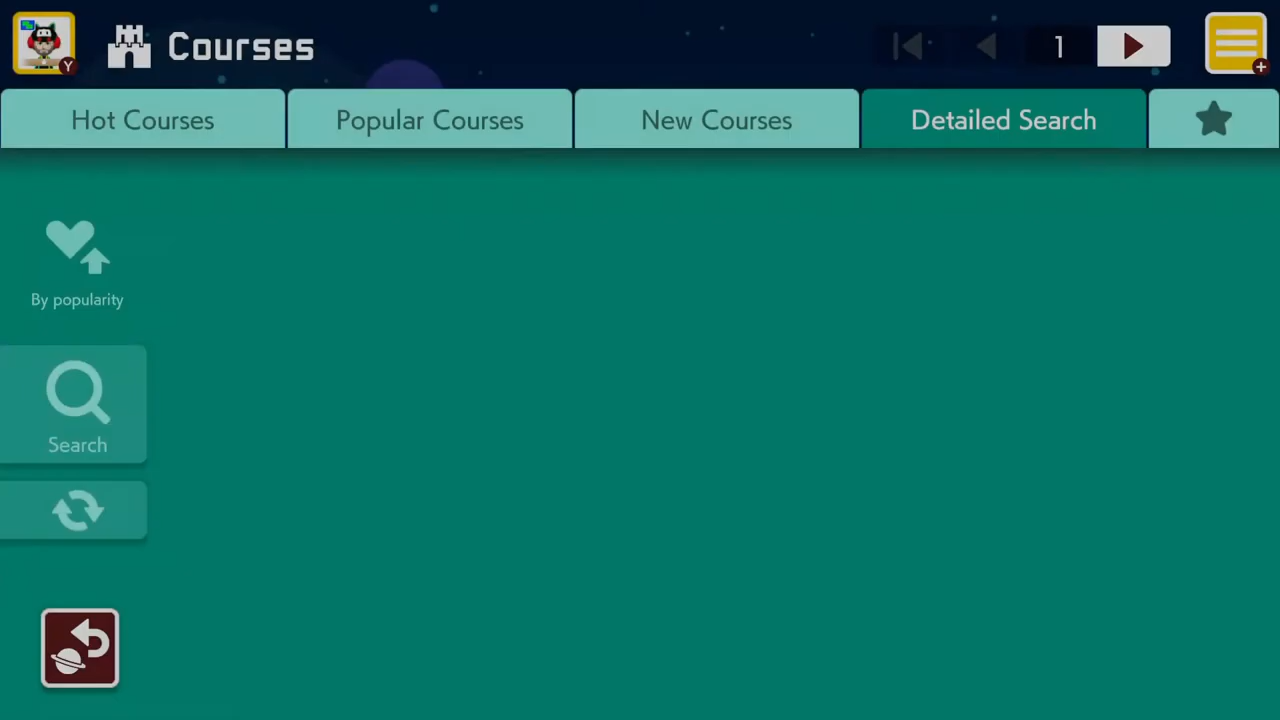 Y
Courses
1
+
Hot Courses
Popular Courses
New Courses
Detailed Search
By popularity
Search